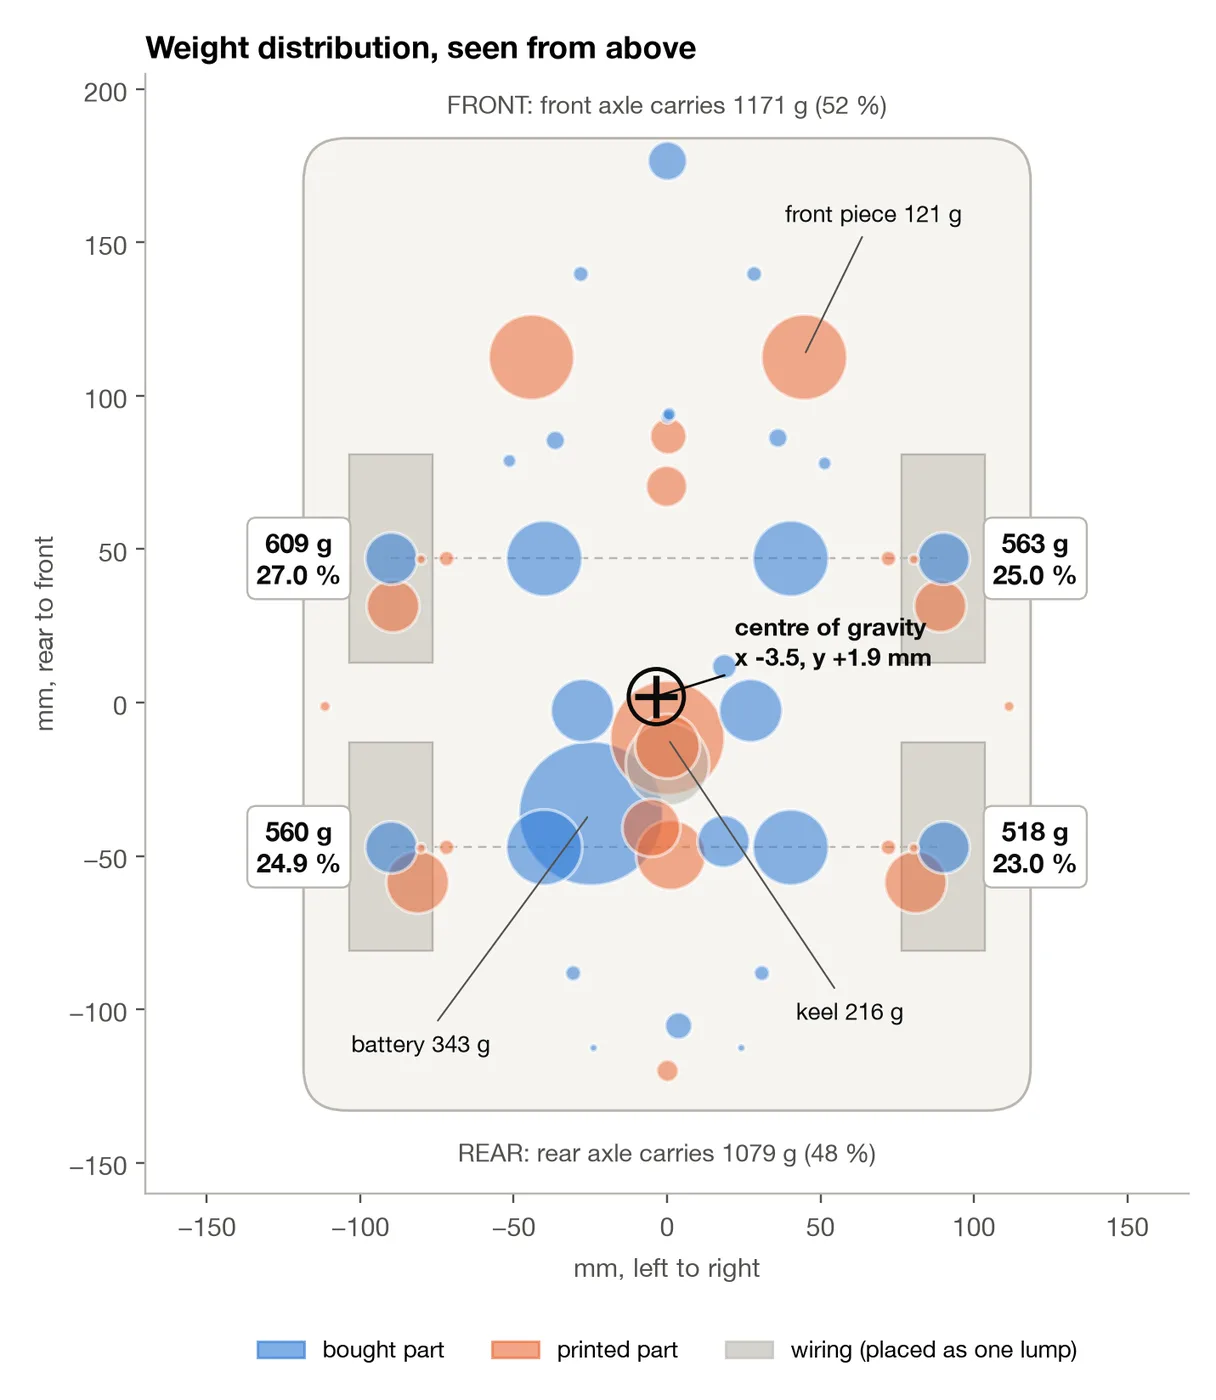 Weight distribution, seen from above
FRONT: front axle carries 1171 g (52 %)
200
150
100
50
0
−50
−100
−150
mm, rear to front
front piece 121 g
609 g
27.0 %
563 g
25.0 %
centre of gravity
x -3.5, y +1.9 mm
560 g
24.9 %
518 g
23.0 %
keel 216 g
battery 343 g
REAR: rear axle carries 1079 g (48 %)
−150
−100
−50
0
50
100
150
mm, left to right
bought part
printed part
wiring (placed as one lump)